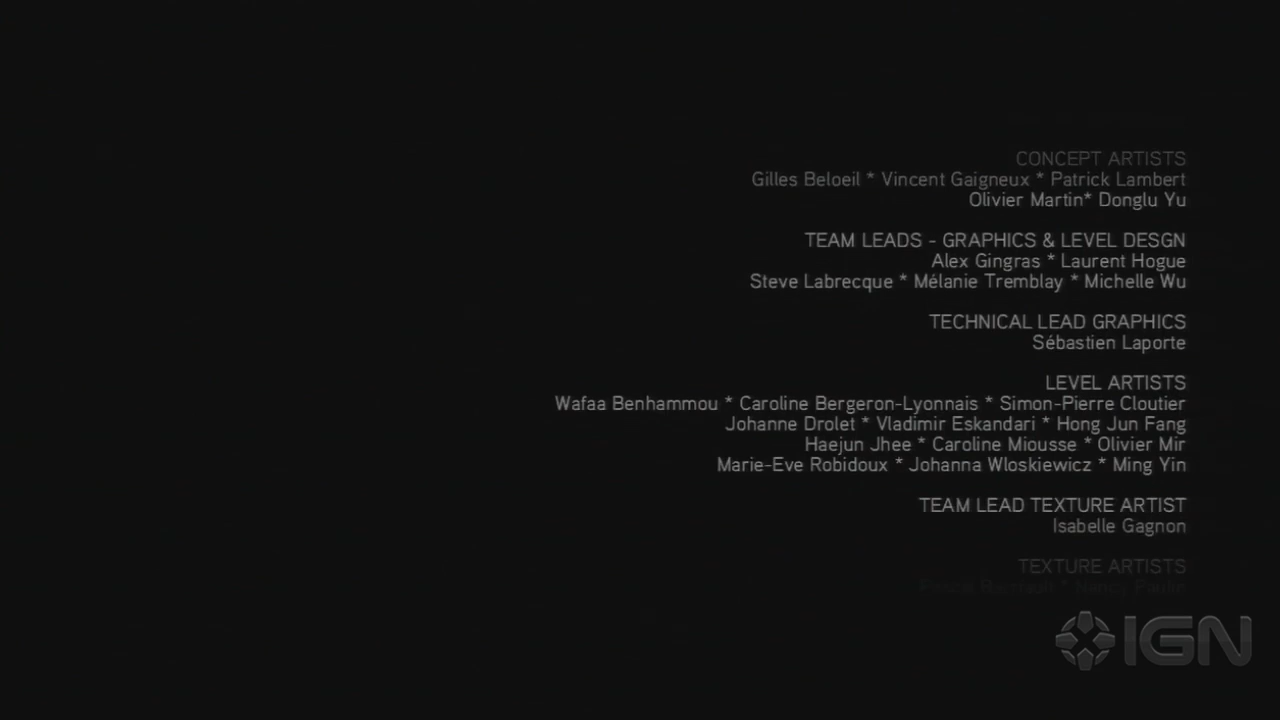 CONCEPT ARTISTS
Gilles Beloeil * Vincent Gaigneux * Patrick Lambert
Olivier Martin* Donglu Yu
TEAM LEADS - GRAPHICS & LEVEL DESGN
Alex Gingras * Laurent Hogue
Steve Labrecque * Mélanie Tremblay * Michelle Wu
TECHNICAL LEAD GRAPHICS
Sébastien Laporte
LEVEL ARTISTS
Wafaa Benhammou * Caroline Bergeron-Lyonnais * Simon-Pierre Cloutier
Johanne Drolet * Vladimir Eskandari * Hong Jun Fang
Haejun Jhee * Caroline Miousse * Olivier Mir
Marie-Eve Robidoux * Johanna Wloskiewicz * Ming Yin
TEAM LEAD TEXTURE ARTIST
Isabelle Gagnon
TEXTURE ARTISTS
IGN